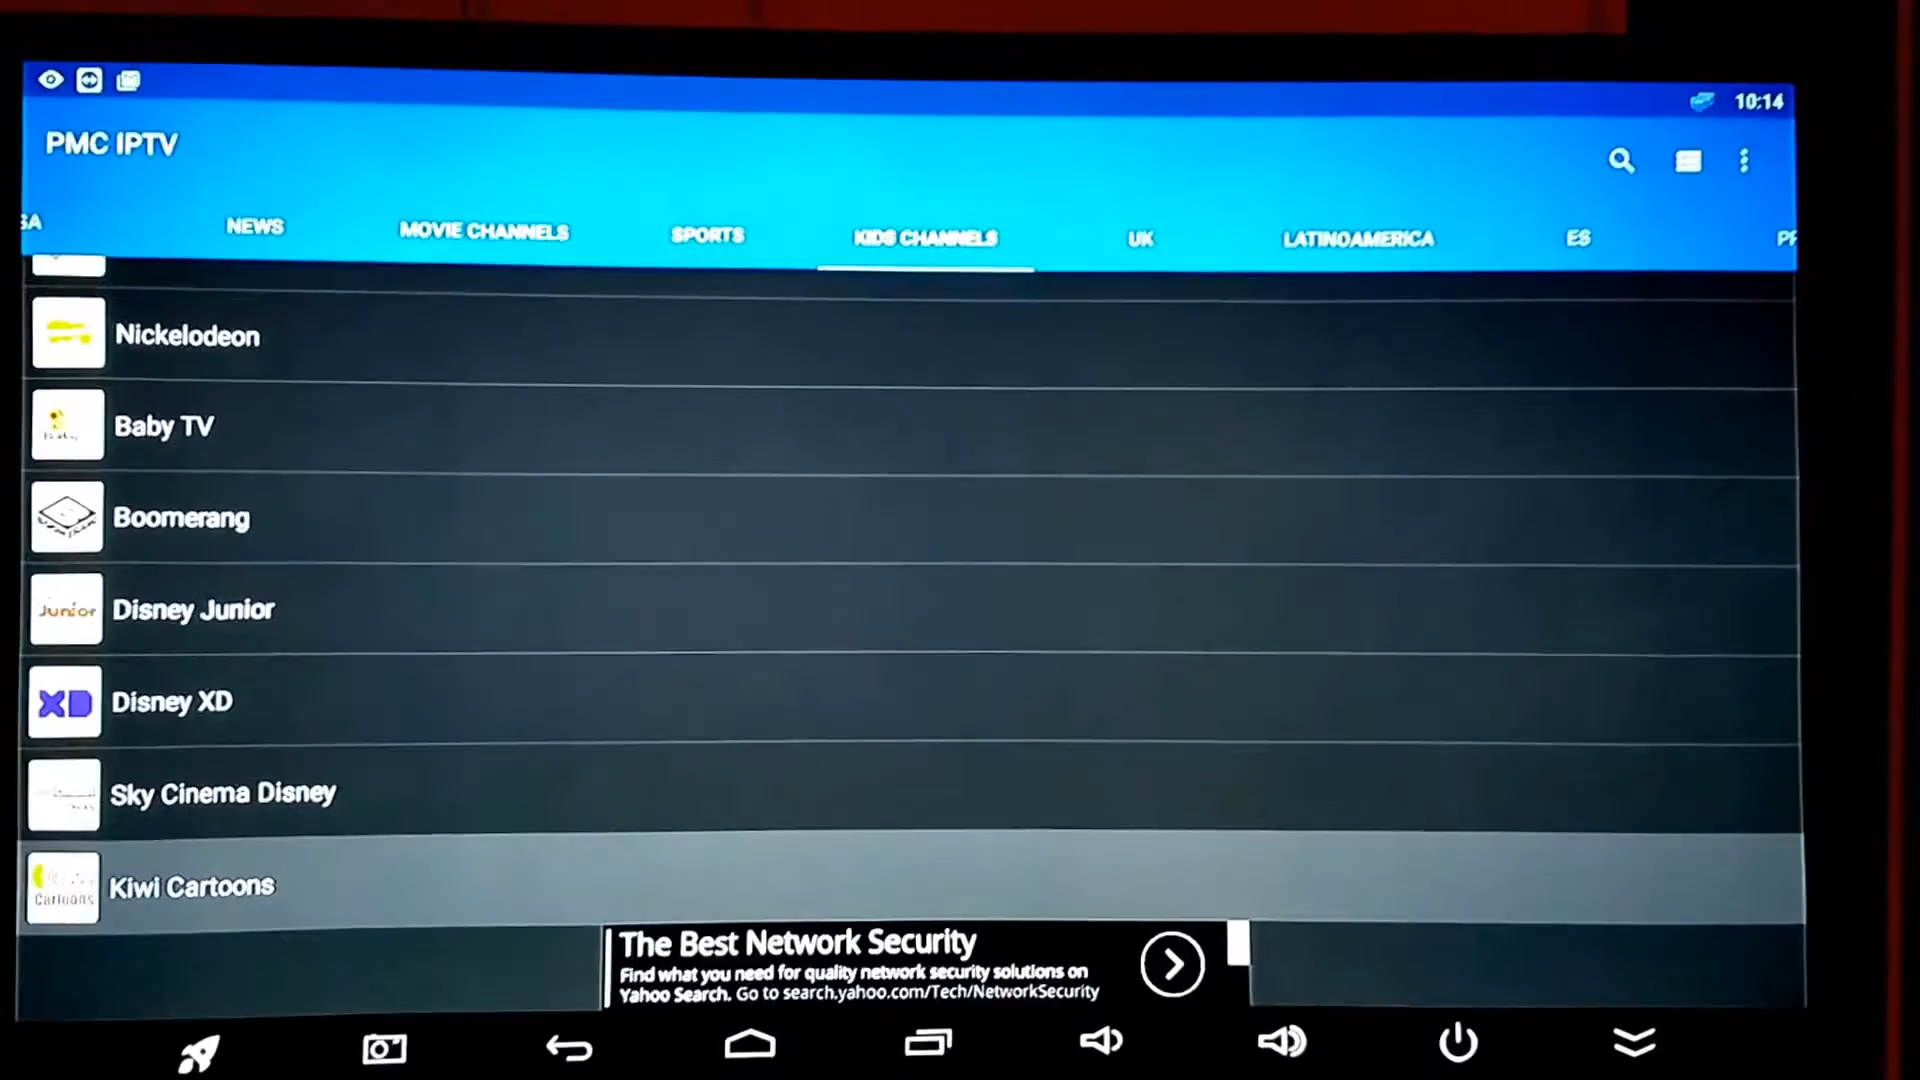 10:14
PMC IPTV
SA
NEWS
MOVIE CHANNELS
SPORTS
KIDS CHANNELS
UK
LATINOAMERICA
ES
Nickelodeon
Baby TV
Boomerang
Junior
Disney Junior
XD
Disney XD
Sky Cinema Disney
Cartoons
Kiwi Cartoons
The Best Network Security
Find what you need for quality network security solutions on
Yahoo Search. Go to search.yahoo.com/Tech/NetworkSecurity